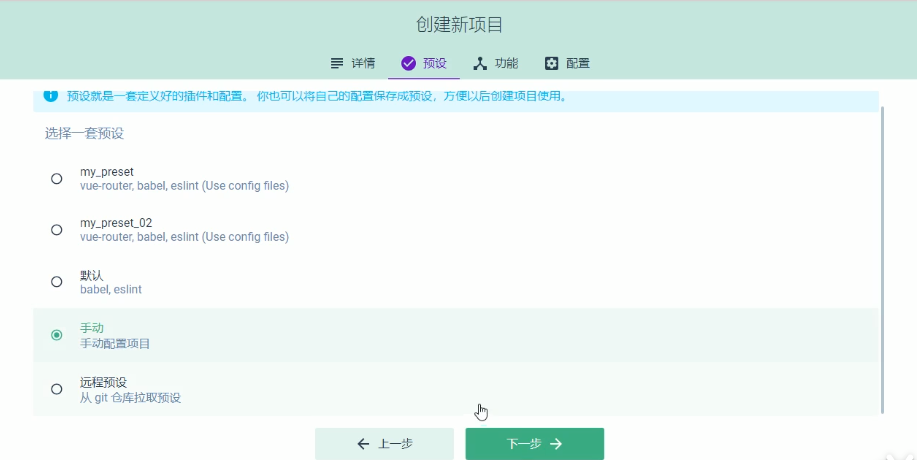 创建新项目
详情 预设 功能 配置
预设就是一套定义好的插件和配置。你也可以将自己的配置保存成预设，方便以后创建项目使用。
选择一套预设
my_preset
vue-router, babel, eslint (Use config files)
my_preset_02
vue-router, babel, eslint (Use config files)
默认
babel, eslint
手动
手动配置项目
远程预设
从 git 仓库拉取预设
上一步 下一步